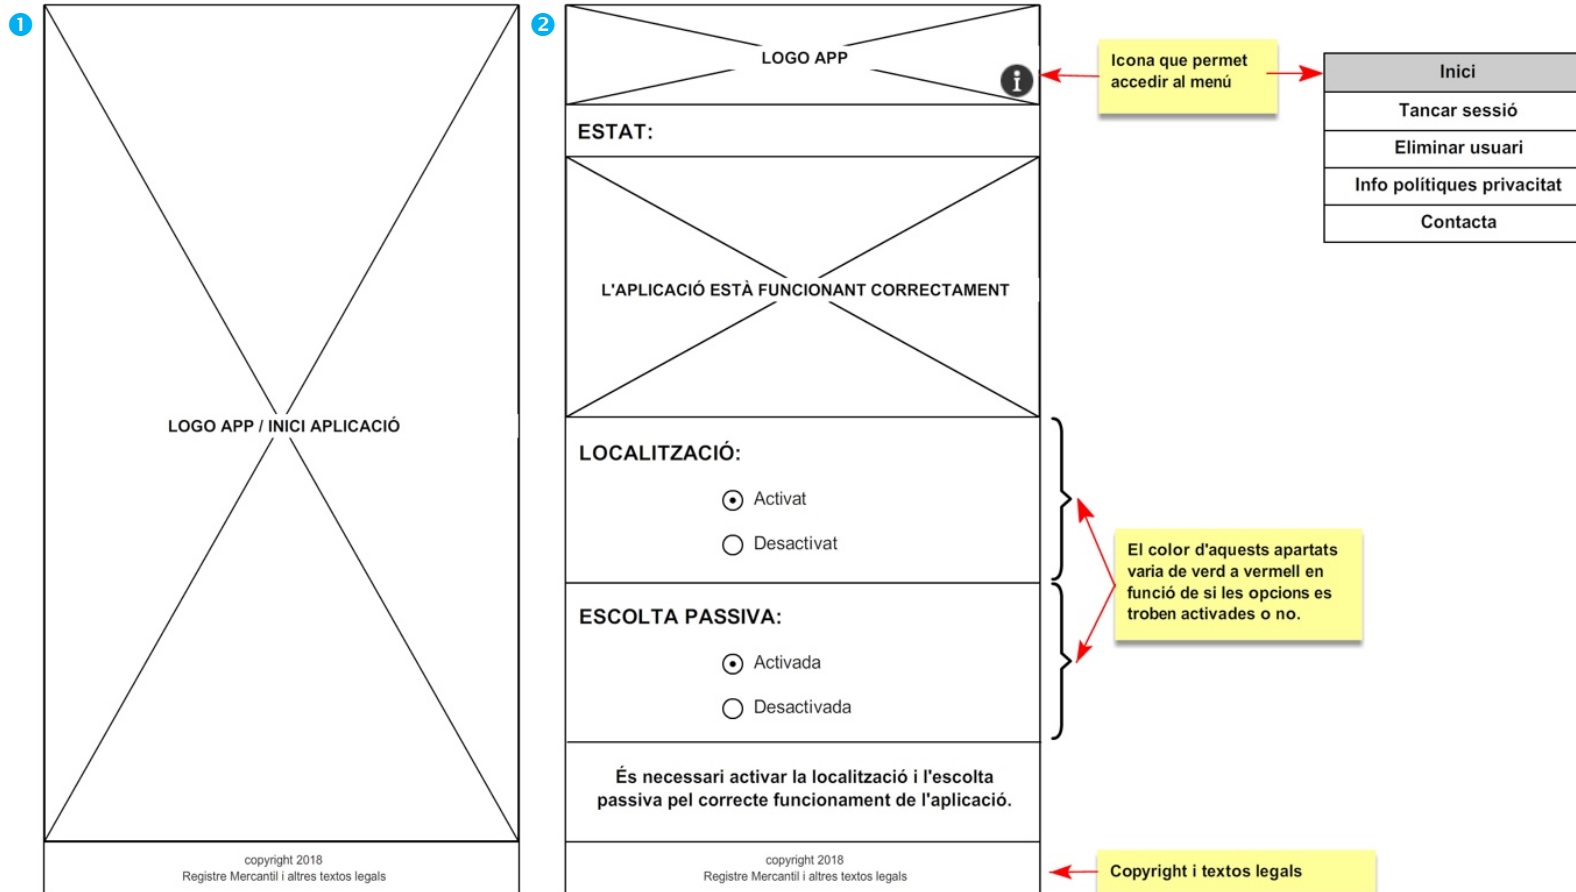 1
LOGO APP / INICI APLICACIÓ
copyright 2018
Registre Mercantil i altres textos legals
2
LOGO APP
i
ESTAT:
L'APLICACIÓ ESTÀ FUNCIONANT CORRECTAMENT
LOCALITZACIÓ:
Activat
Desactivat
ESCOLTA PASSIVA:
Activada
Desactivada
És necessari activar la localització i l'escolta
passiva pel correcte funcionament de l'aplicació.
copyright 2018
Registre Mercantil i altres textos legals
Icona que permet
accedir al menú
Inici
Tancar sessió
Eliminar usuari
Info polítiques privacitat
Contacta
El color d'aquests apartats
varia de verd a vermell en
funció de si les opcions es
troben activades o no.
Copyright i textos legals